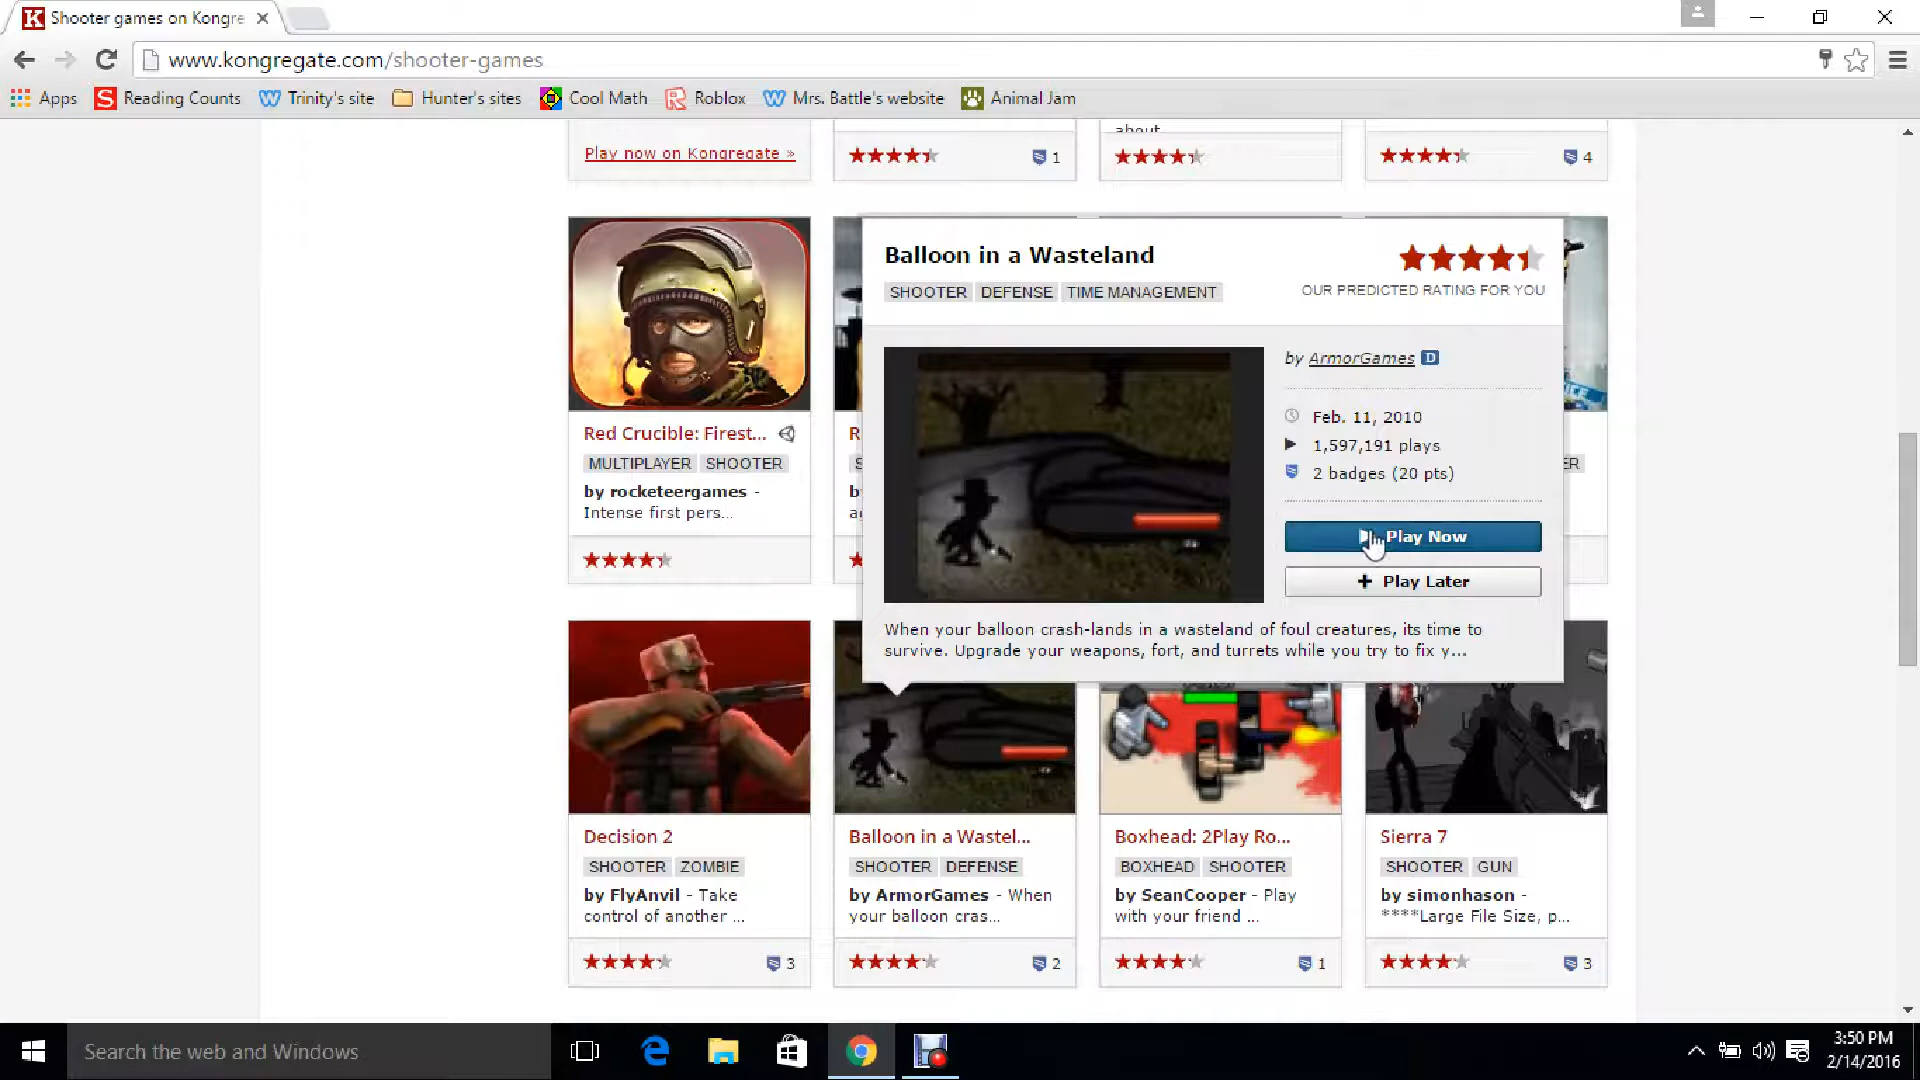 Shooter games on Kongre
www.kongregate.com/shooter-games
Apps
Reading Counts
Trinity's site
Hunter's sites
Cool Math
Roblox
Mrs. Battle's website
Animal Jam
Play now on Kongregate »
1
about
4
Balloon in a Wasteland
SHOOTER DEFENSE TIME MANAGEMENT
OUR PREDICTED RATING FOR YOU
by ArmorGames D
Feb. 11, 2010
1,597,191 plays
2 badges (20 pts)
Play Now
+ Play Later
When your balloon crash-lands in a wasteland of foul creatures, its time to
survive. Upgrade your weapons, fort, and turrets while you try to fix y...
Red Crucible: Firest...
MULTIPLAYER SHOOTER
by rocketeergames -
Intense first pers...
Decision 2
SHOOTER ZOMBIE
by FlyAnvil - Take
control of another ...
3
Balloon in a Wastel...
SHOOTER DEFENSE
by ArmorGames - When
your balloon cras...
2
Boxhead: 2Play Ro...
BOXHEAD SHOOTER
by SeanCooper - Play
with your friend ...
1
Sierra 7
SHOOTER GUN
by simonhason -
****Large File Size, p...
3
Search the web and Windows
3:50 PM
2/14/2016